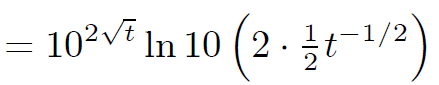 = 10^{2\sqrt{t}} \ln 10 \left( 2 \cdot \frac{1}{2} t^{-1/2} \right)